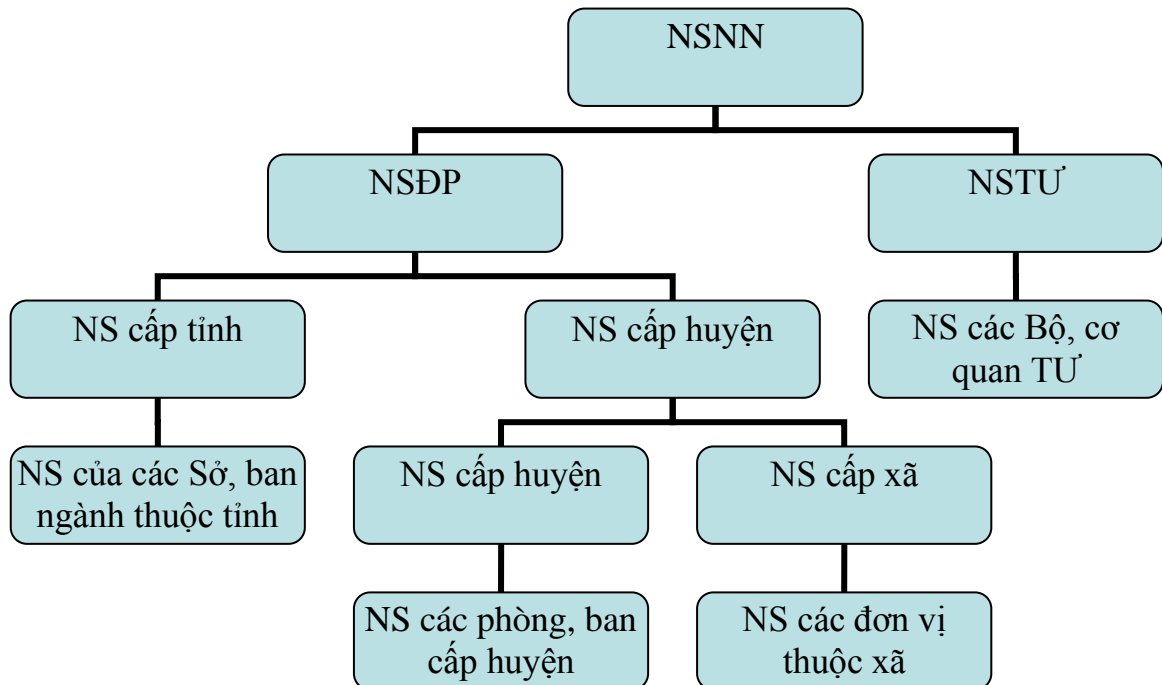 NSNN
NSĐP
NSTƯ
NS cấp tỉnh
NS cấp huyện
NS các Bộ, cơ
quan TƯ
NS của các Sở, ban
ngành thuộc tỉnh
NS cấp huyện
NS cấp xã
NS các phòng, ban
cấp huyện
NS các đơn vị
thuộc xã